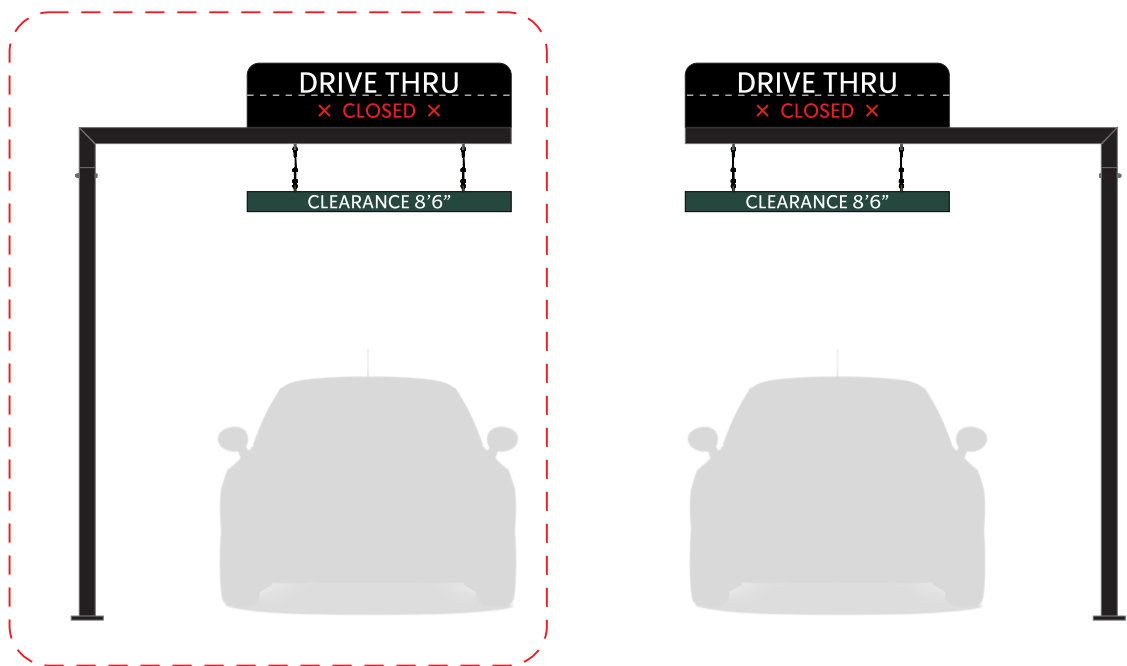 DRIVE THRU
× CLOSED ×
CLEARANCE 8’6”
DRIVE THRU
× CLOSED ×
CLEARANCE 8’6”